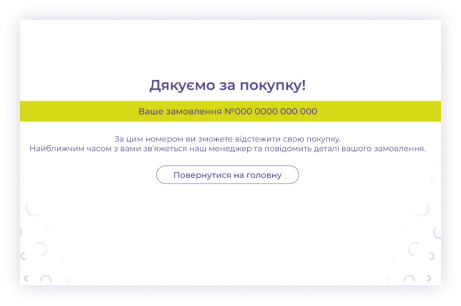 Дякуємо за покупку!
Ваше замовлення №000 0000 000 000
За цим номером ви зможете відстежити свою покупку.
Найближчим часом з вами зв'яжеться наш менеджер та повідомить деталі вашого замовлення.
Повернутися на головну